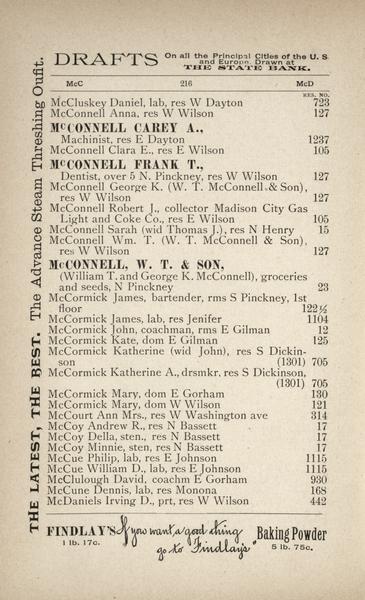 DRAFTS On all the Principal Cities of the U. S.
and Europe. Drawn at
THE STATE BANK.
McC 216 McD
RES. NO.
McCluskey Daniel, lab, res W Dayton 723
McConnell Anna, res W Wilson 127
McCONNELL CAREY A.,
Machinist, res E Dayton 1237
McConnell Clara E., res E Wilson 105
McCONNELL FRANK T.,
Dentist, over 5 N. Pinckney, res W Wilson 127
McConnell George K. (W. T. McConnell & Son),
res W Wilson 127
McConnell Robert J., collector Madison City Gas
Light and Coke Co., res E Wilson 105
McConnell Sarah (wid Thomas J.), res N Henry 15
McConnell Wm. T. (W. T. McConnell & Son),
res W Wilson 127
McCONNELL, W. T. & SON,
(William T. and George K. McConnell), groceries
and seeds, N Pinckney 23
McCormick James, bartender, rms S Pinckney, 1st
floor 122½
McCormick James, lab, res Jenifer 1104
McCormick John, coachman, rms E Gilman 12
McCormick Kate, dom E Gilman 125
McCormick Katherine (wid John), res S Dickin-
son (1301) 705
McCormick Katherine A., drsmkr, res S Dickinson,
(1301) 705
McCormick Mary, dom E Gorham 130
McCormick Mary, dom W Wilson 121
McCourt Ann Mrs., res W Washington ave 314
McCoy Andrew R., res N Bassett 17
McCoy Della, sten., res N Bassett 17
McCoy Minnie, sten, res N Bassett 17
McCue Philip, lab, res E Johnson 1115
McCue William D., lab, res E Johnson 1115
McClulough David, coachm E Gorham 930
McCune Dennis, lab, res Monona 168
McDaniels Irving D., prt, res W Wilson 442
THE LATEST, THE BEST. The Advance Steam Threshing Outfit.
FINDLAY'S If you want a good thing Baking Powder
1 lb. 17c. go to Findlay's 5 lb. 75c.